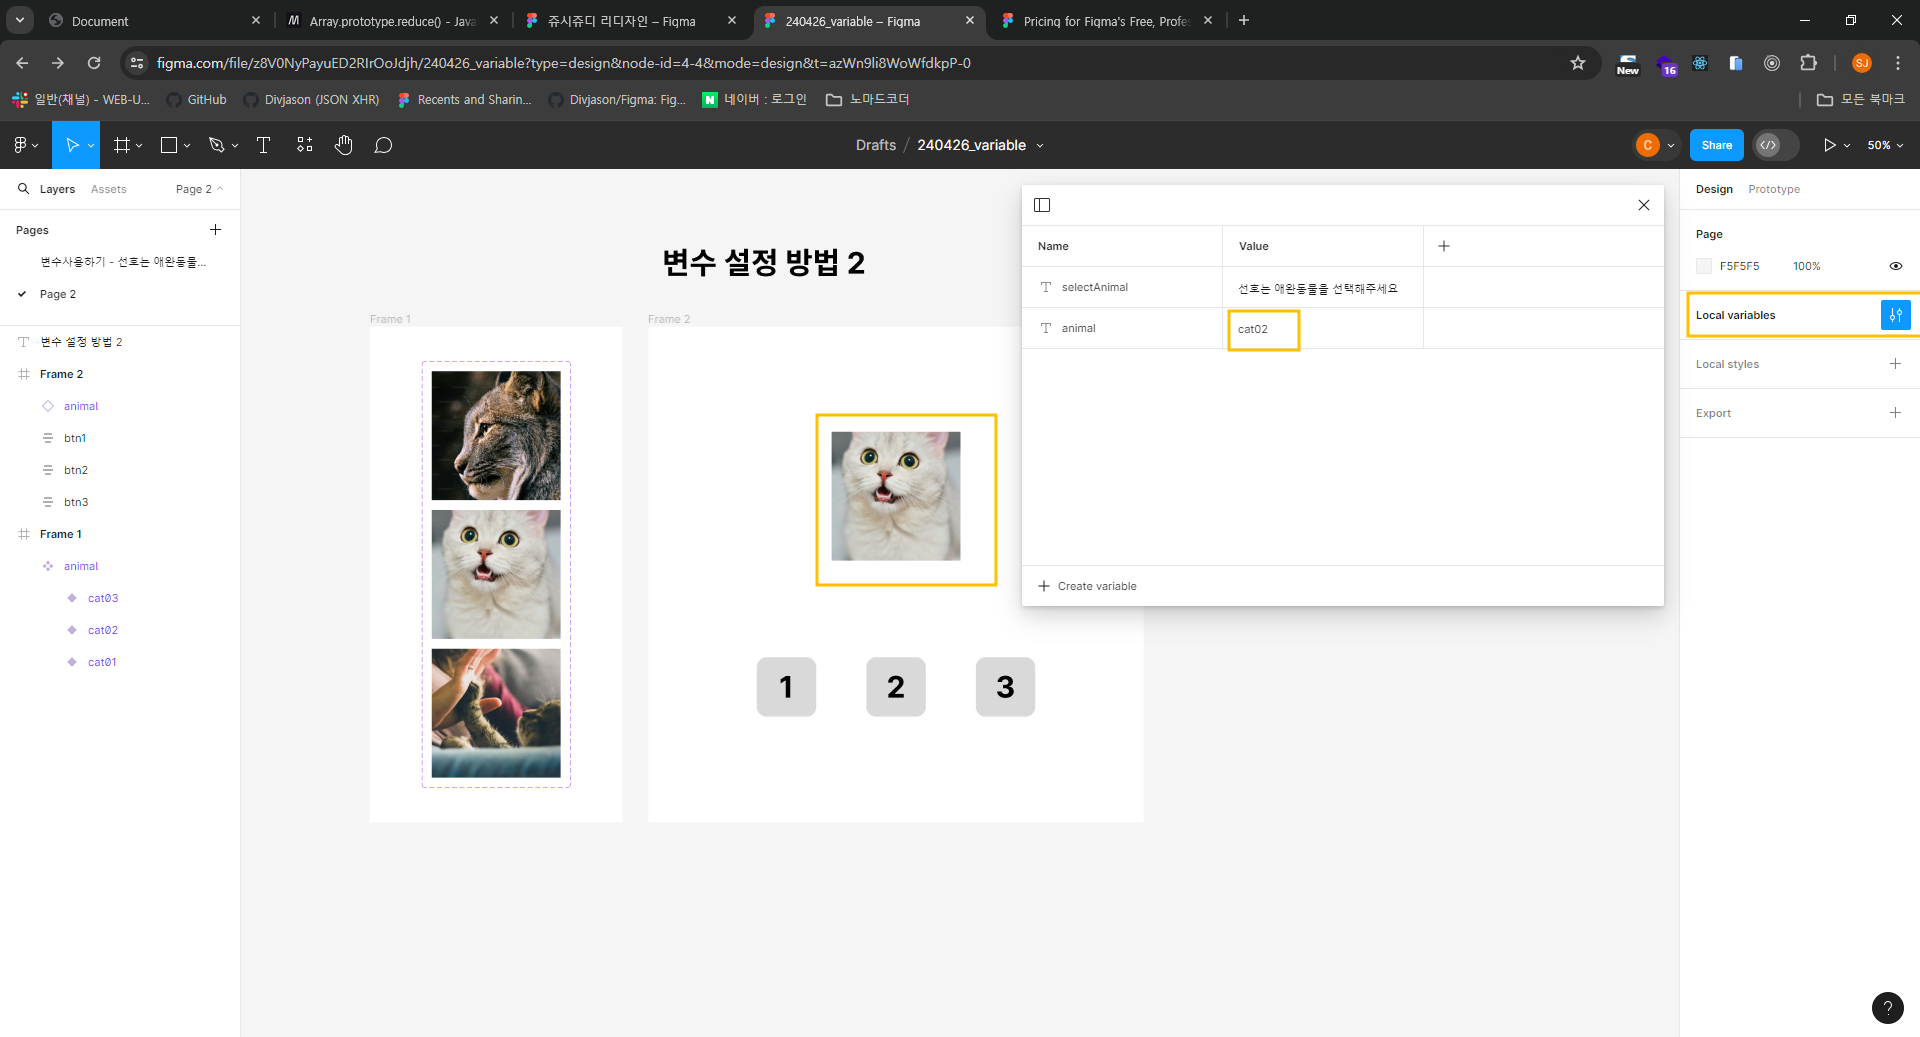 Document
Array.prototype.reduce() - Java
쥬시쥬디 리디자인 – Figma
240426_variable – Figma
Pricing for Figma's Free, Profes
figma.com/file/z8V0NyPayuED2RIrOoJdjh/240426_variable?type=design&node-id=4-4&mode=design&t=azWn9li8WoWfdkpP-0
New
16
SJ
일반(채널) - WEB-U...
GitHub
Divjason (JSON XHR)
Recents and Sharin...
Divjason/Figma: Fig...
N
네이버 : 로그인
노마드코더
모든 북마크
Drafts / 240426_variable
C
Share
50%
Layers
Assets
Page 2
Pages
변수사용하기 - 선호는 애완동물...
Page 2
변수 설정 방법 2
Frame 2
animal
btn1
btn2
btn3
Frame 1
animal
cat03
cat02
cat01
변수 설정 방법 2
Frame 1
Frame 2
1
2
3
Name
Value
selectAnimal
선호는 애완동물을 선택해주세요
animal
cat02
Create variable
Design
Prototype
Page
F5F5F5
100%
Local variables
Local styles
Export
?